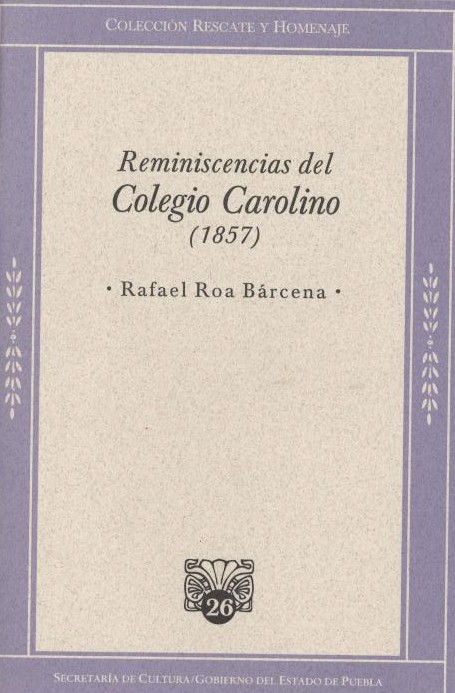 COLECCIÓN RESCATE Y HOMENAJE
Reminiscencias del
Colegio Carolino
(1857)
• Rafael Roa Bárcena •
26
SECRETARÍA DE CULTURA/GOBIERNO DEL ESTADO DE PUEBLA